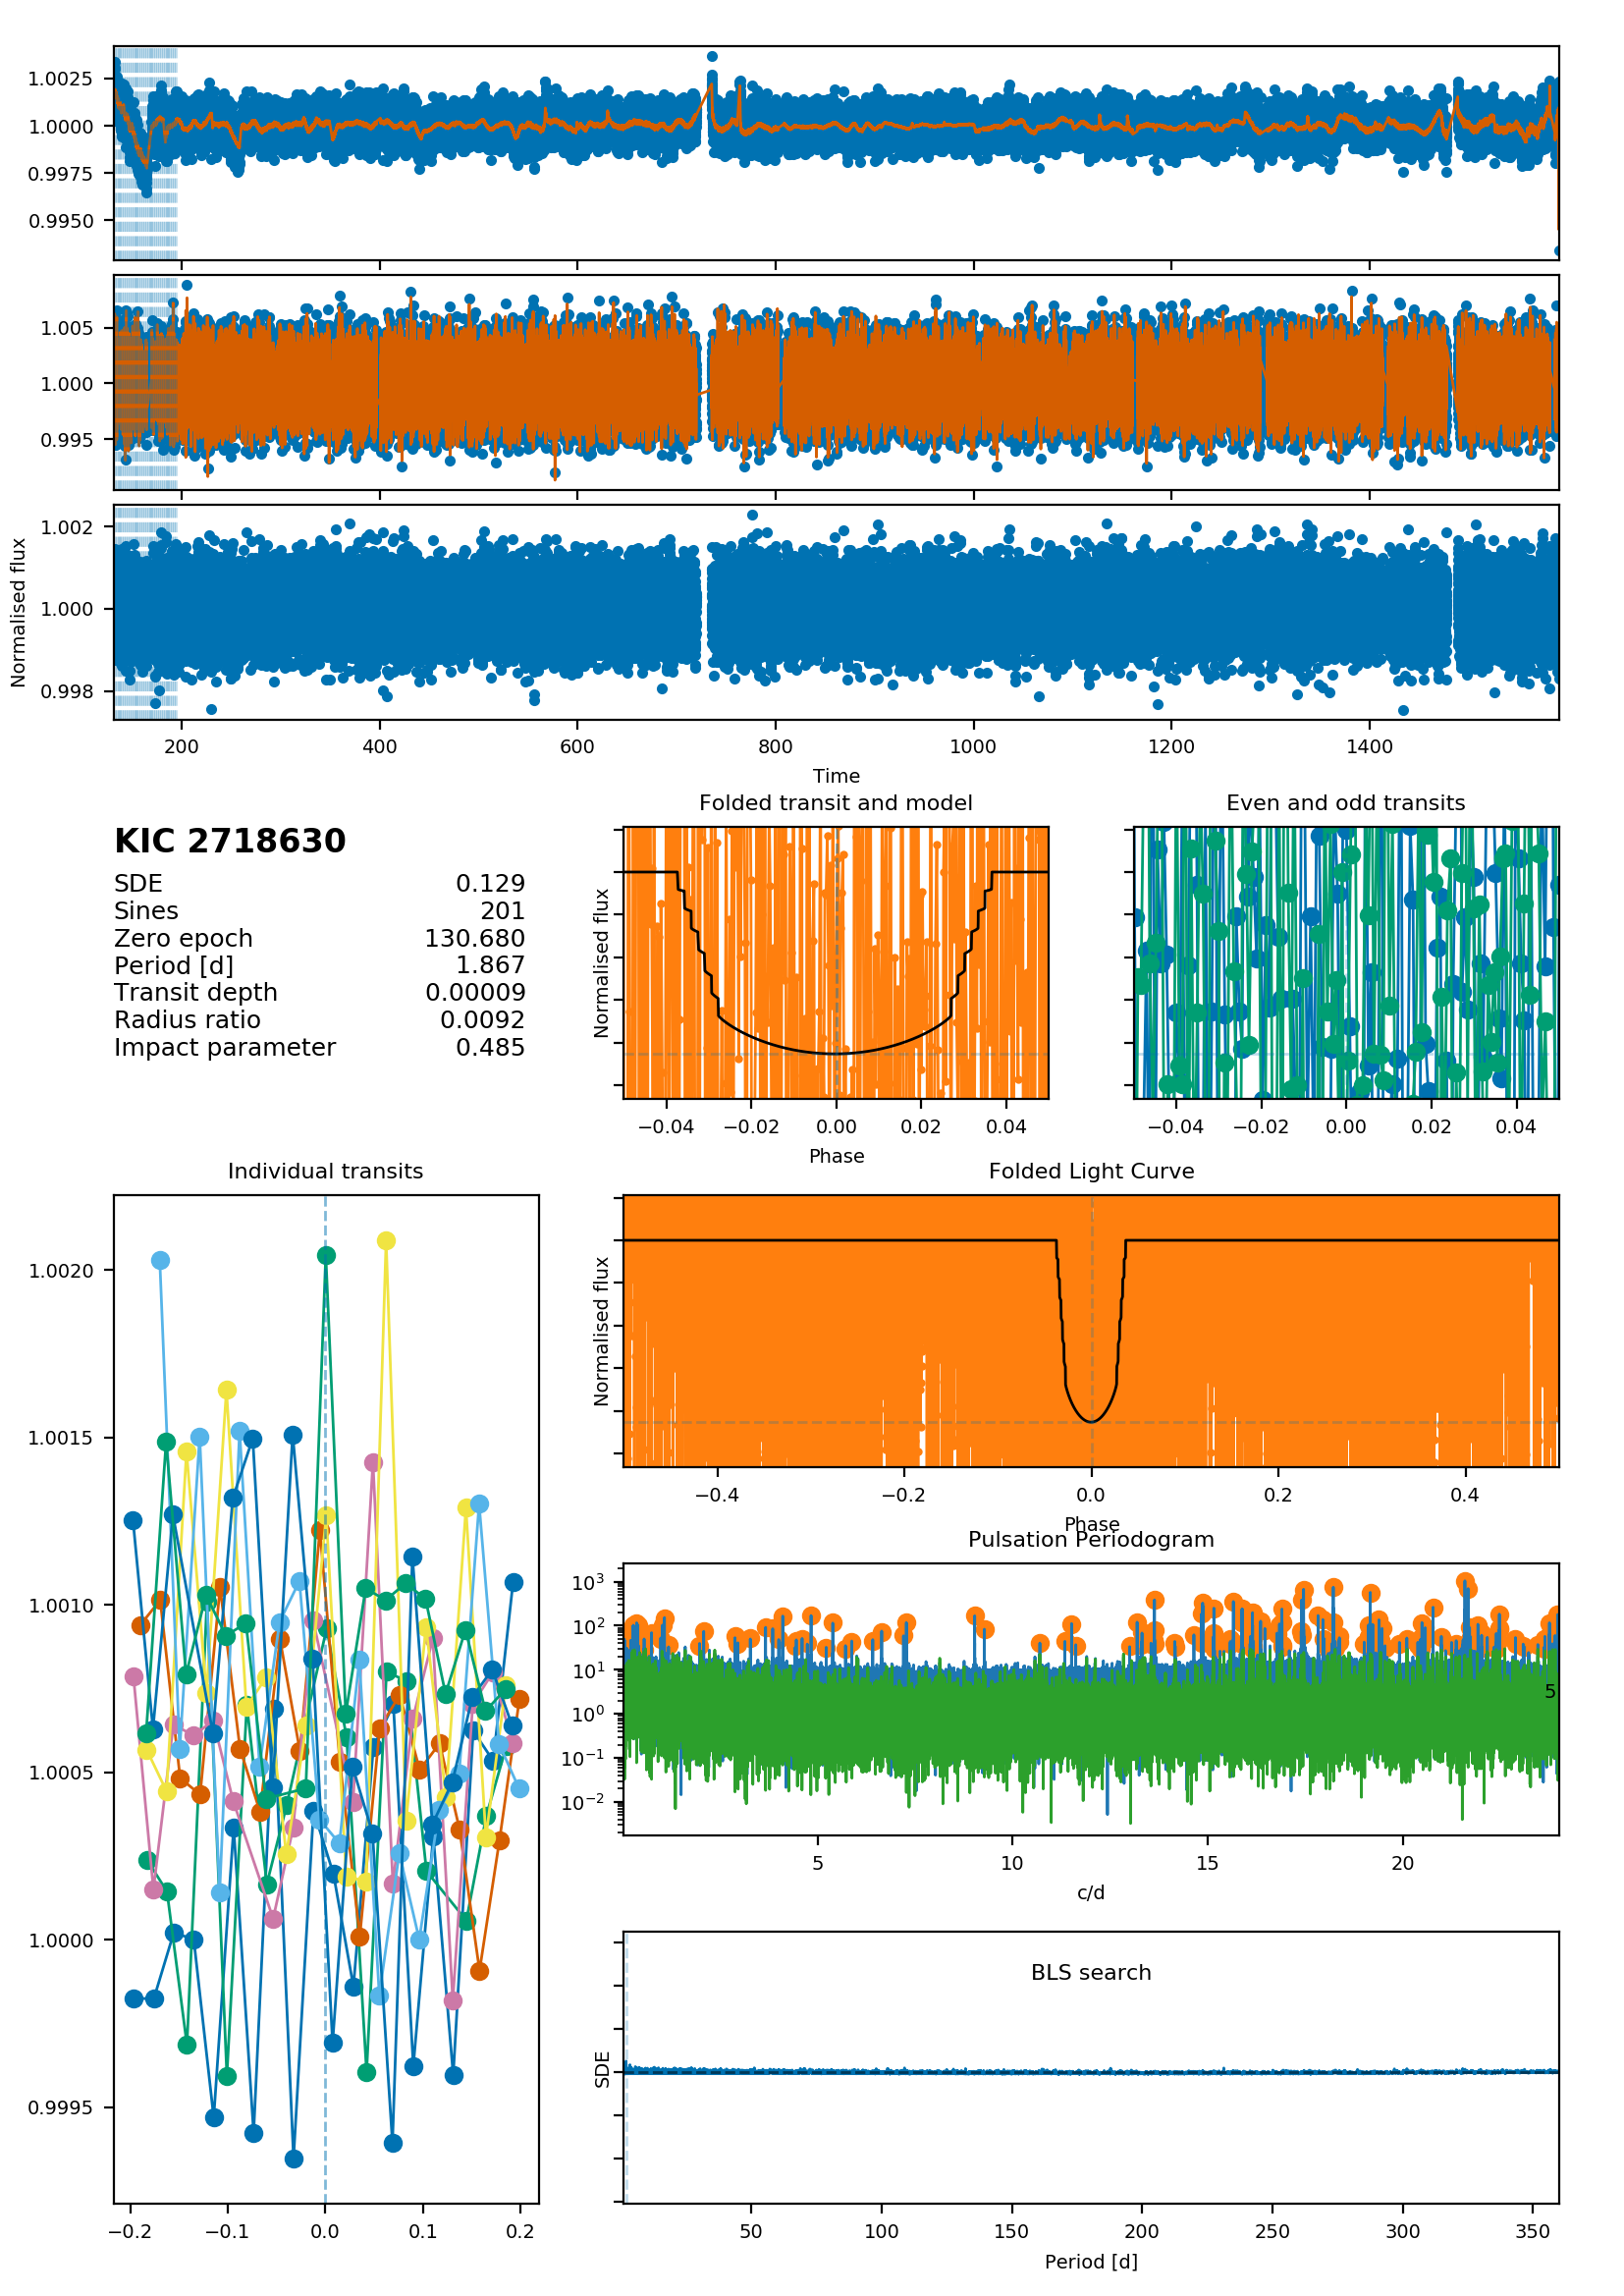 1.0025
1.0000
0.9975
0.9950
1.005
1.000
0.995
1.002
1.000
0.998
Normalised flux
200 400 600 800 1000 1200 1400
Time
KIC 2718630
SDE 0.129
Sines 201
Zero epoch 130.680
Period [d] 1.867
Transit depth 0.00009
Radius ratio 0.0092
Impact parameter 0.485
Folded transit and model
Normalised flux
−0.04 −0.02 0.00 0.02 0.04
Phase
Even and odd transits
−0.04 −0.02 0.00 0.02 0.04
Individual transits
1.0020
1.0015
1.0010
1.0005
1.0000
0.9995
−0.2 −0.1 0.0 0.1 0.2
Folded Light Curve
Normalised flux
−0.4 −0.2 0.0 0.2 0.4
Phase
Pulsation Periodogram
10³
10²
10¹
10⁰
10⁻¹
10⁻²
5
5 10 15 20
c/d
BLS search
SDE
50 100 150 200 250 300 350
Period [d]